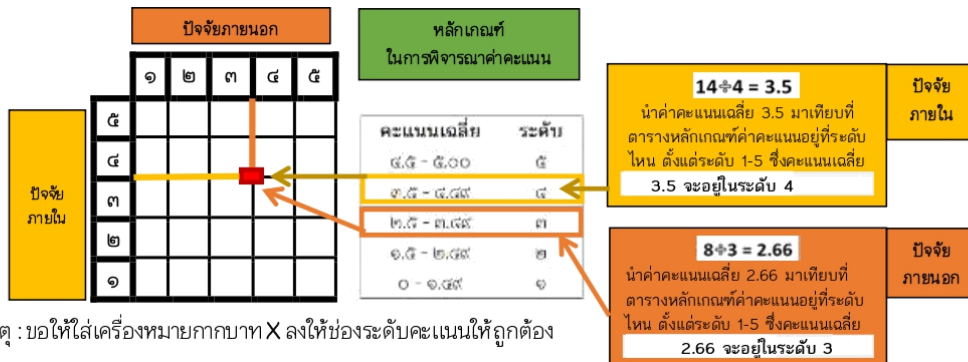 ปัจจัยภายนอก
๑ ๒ ๓ ๔ ๕
ปัจจัย
ภายใน
๕
๔
๓
๒
๑
หลักเกณฑ์
ในการพิจารณาค่าคะแนน
คะแนนเฉลี่ย ระดับ
๔.๕ - ๕.๐๐ ๕
๓.๕ - ๔.๔๙ ๔
๒.๕ - ๓.๔๙ ๓
๑.๕ - ๒.๔๙ ๒
๐ - ๑.๔๙ ๑
14÷4 = 3.5
นำค่าคะแนนเฉลี่ย 3.5 มาเทียบที่
ตารางหลักเกณฑ์ค่าคะแนนอยู่ที่ระดับ
ไหน ตั้งแต่ระดับ 1-5 ซึ่งคะแนนเฉลี่ย
3.5 จะอยู่ในระดับ 4
ปัจจัย
ภายใน
8÷3 = 2.66
นำค่าคะแนนเฉลี่ย 2.66 มาเทียบที่
ตารางหลักเกณฑ์ค่าคะแนนอยู่ที่ระดับ
ไหน ตั้งแต่ระดับ 1-5 ซึ่งคะแนนเฉลี่ย
2.66 จะอยู่ในระดับ 3
ปัจจัย
ภายนอก
ตุ : ขอให้ใส่เครื่องหมายกากบาท X ลงให้ช่องระดับคะแนนให้ถูกต้อง